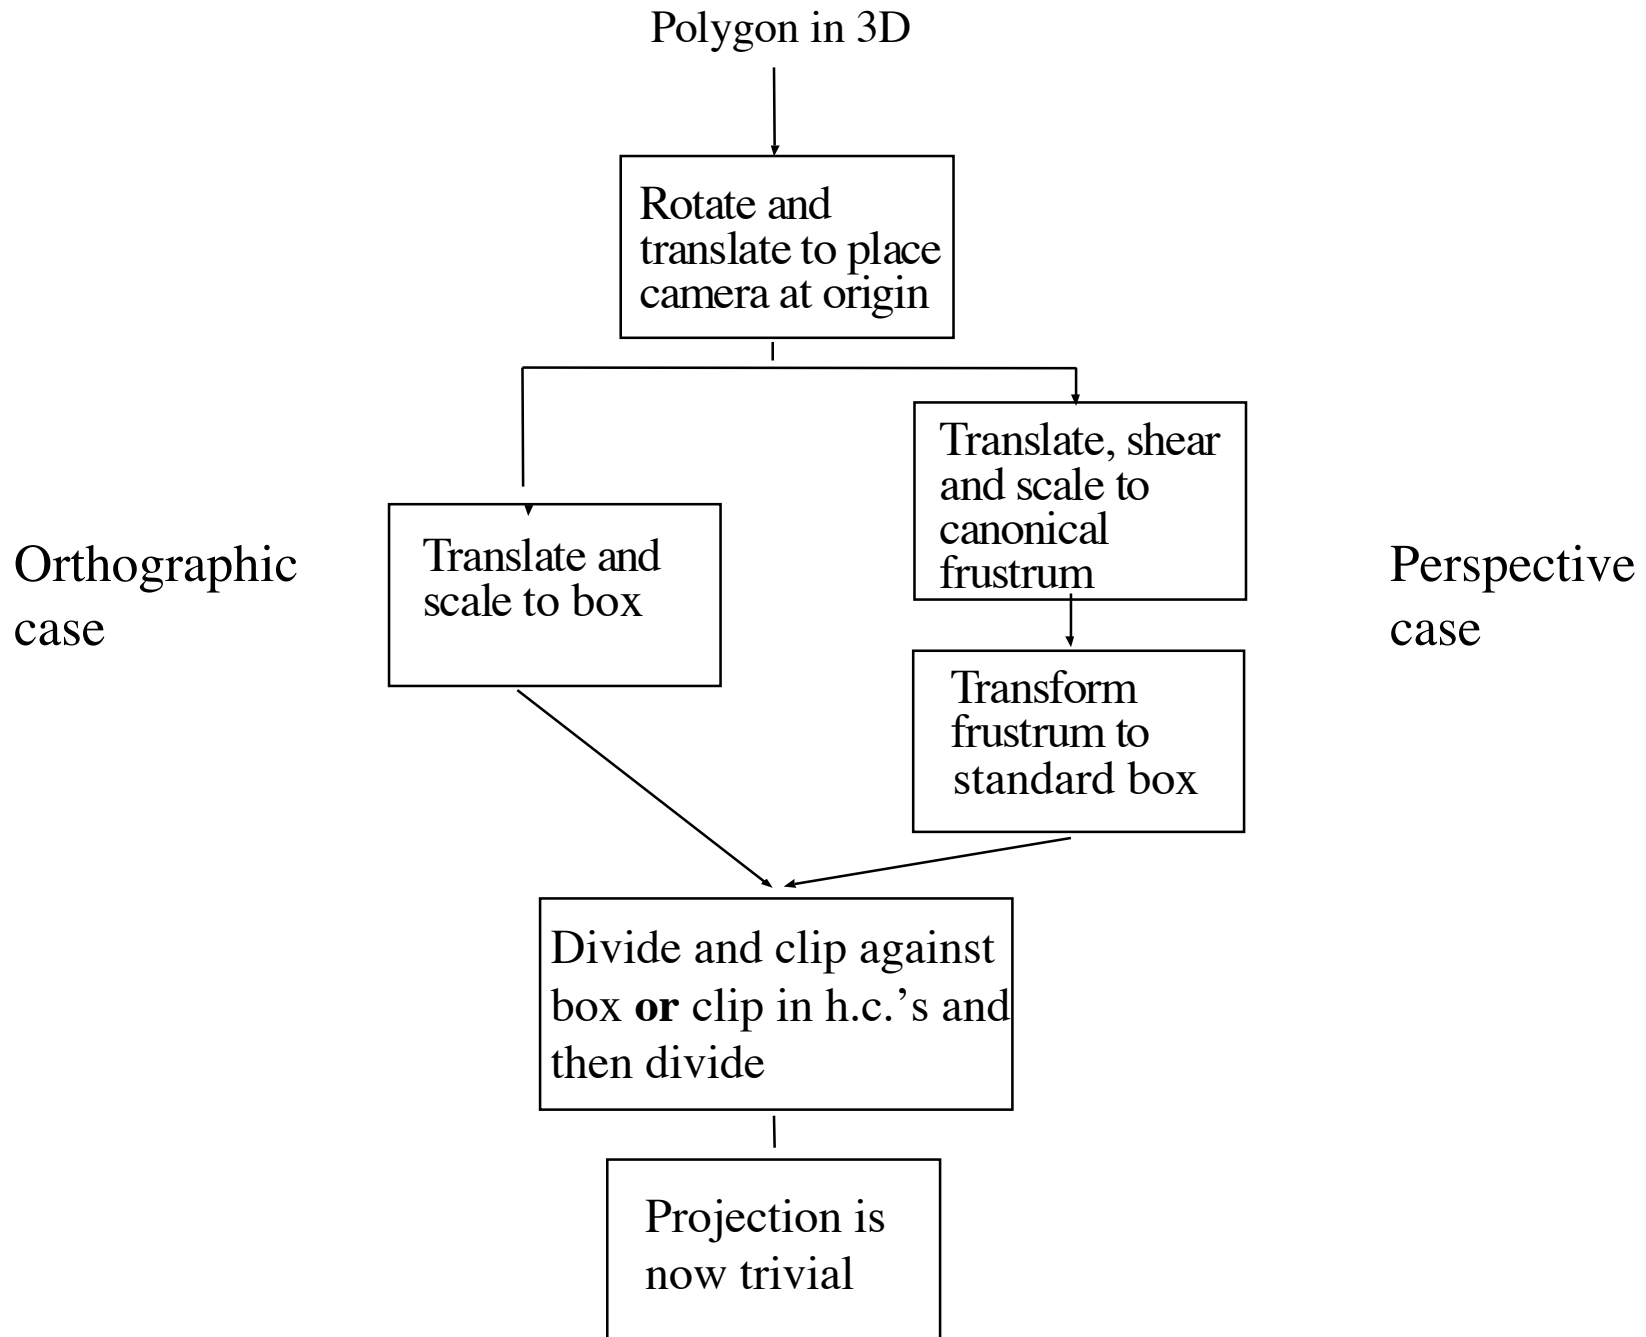 Polygon in 3D
Rotate and
translate to place
camera at origin
Orthographic
case
Translate and
scale to box
Translate, shear
and scale to
canonical
frustrum
Perspective
case
Transform
frustrum to
standard box
Divide and clip against
box or clip in h.c.’s and
then divide
Projection is
now trivial